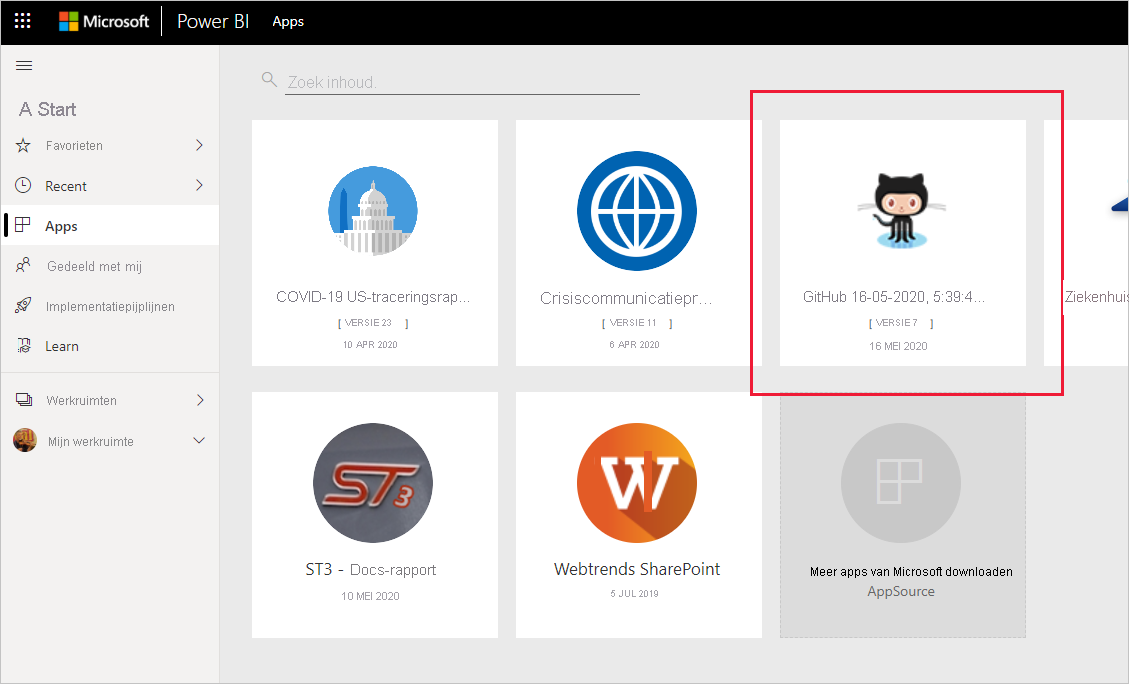 Microsoft Power BI Apps
Zoek inhoud.
A Start
Favorieten
Recent
Apps
Gedeeld met mij
Implementatiepijplijnen
Learn
Werkruimten
Mijn werkruimte
COVID-19 US-traceringsrap...
[ VERSIE 23 ]
10 APR 2020
Crisiscommunicatiepr...
[ VERSIE 11 ]
6 APR 2020
GitHub 16-05-2020, 5:39:4...
[ VERSIE 7 ]
16 MEI 2020
Ziekenhuis
ST3
ST3 - Docs-rapport
10 MEI 2020
W
Webtrends SharePoint
5 JUL 2019
Meer apps van Microsoft downloaden
AppSource